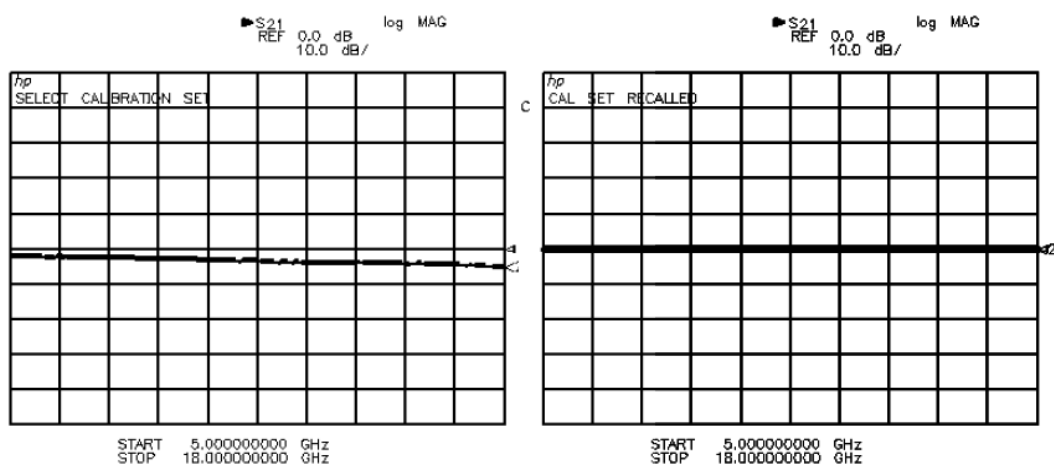 S21 log MAG
REF 0.0 dB
10.0 dB/
hp
SELECT CALIBRATION SET
START 5.000000000 GHz
STOP 18.000000000 GHz
S21 log MAG
REF 0.0 dB
10.0 dB/
C
hp
CAL SET RECALLED
2
START 5.000000000 GHz
STOP 18.000000000 GHz